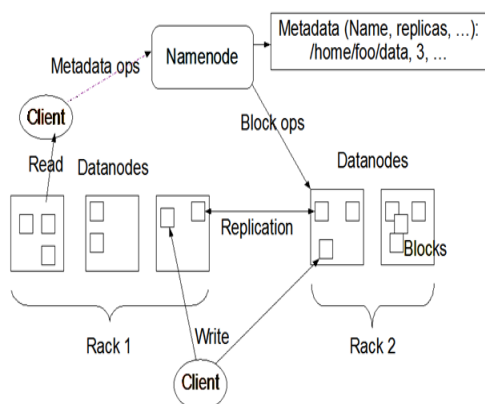 Metadata (Name, replicas, …):
/home/foo/data, 3, …
Namenode
Metadata ops
Client
Block ops
Read
Datanodes
Datanodes
Replication
Blocks
Write
Rack 1
Rack 2
Client